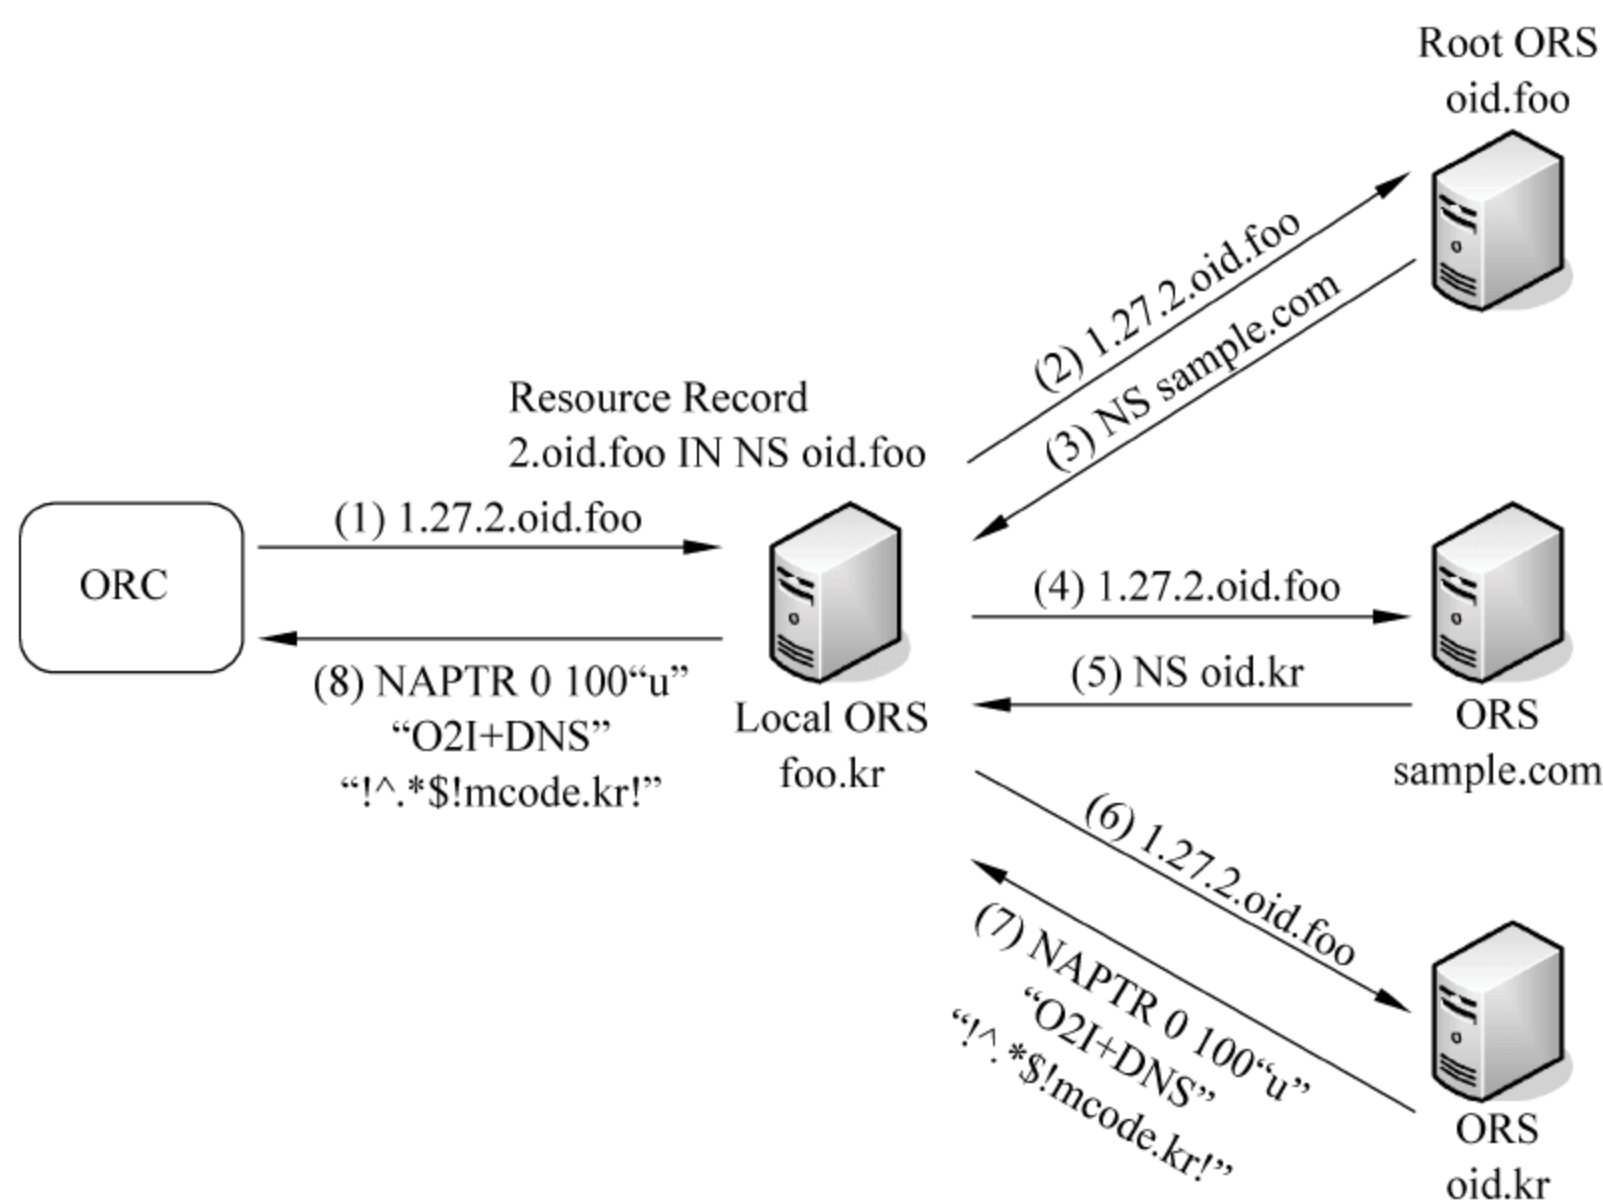 Root ORS
oid.foo
(2) 1.27.2.oid.foo
(3) NS sample.com
Resource Record
2.oid.foo IN NS oid.foo
(1) 1.27.2.oid.foo
ORC
(4) 1.27.2.oid.foo
(5) NS oid.kr
(8) NAPTR 0 100“u”
“O2I+DNS”
“!^.*$!mcode.kr!”
Local ORS
foo.kr
ORS
sample.com
(6) 1.27.2.oid.foo
(7) NAPTR 0 100“u”
“O2I+DNS”
“!^.*$!mcode.kr!”
ORS
oid.kr